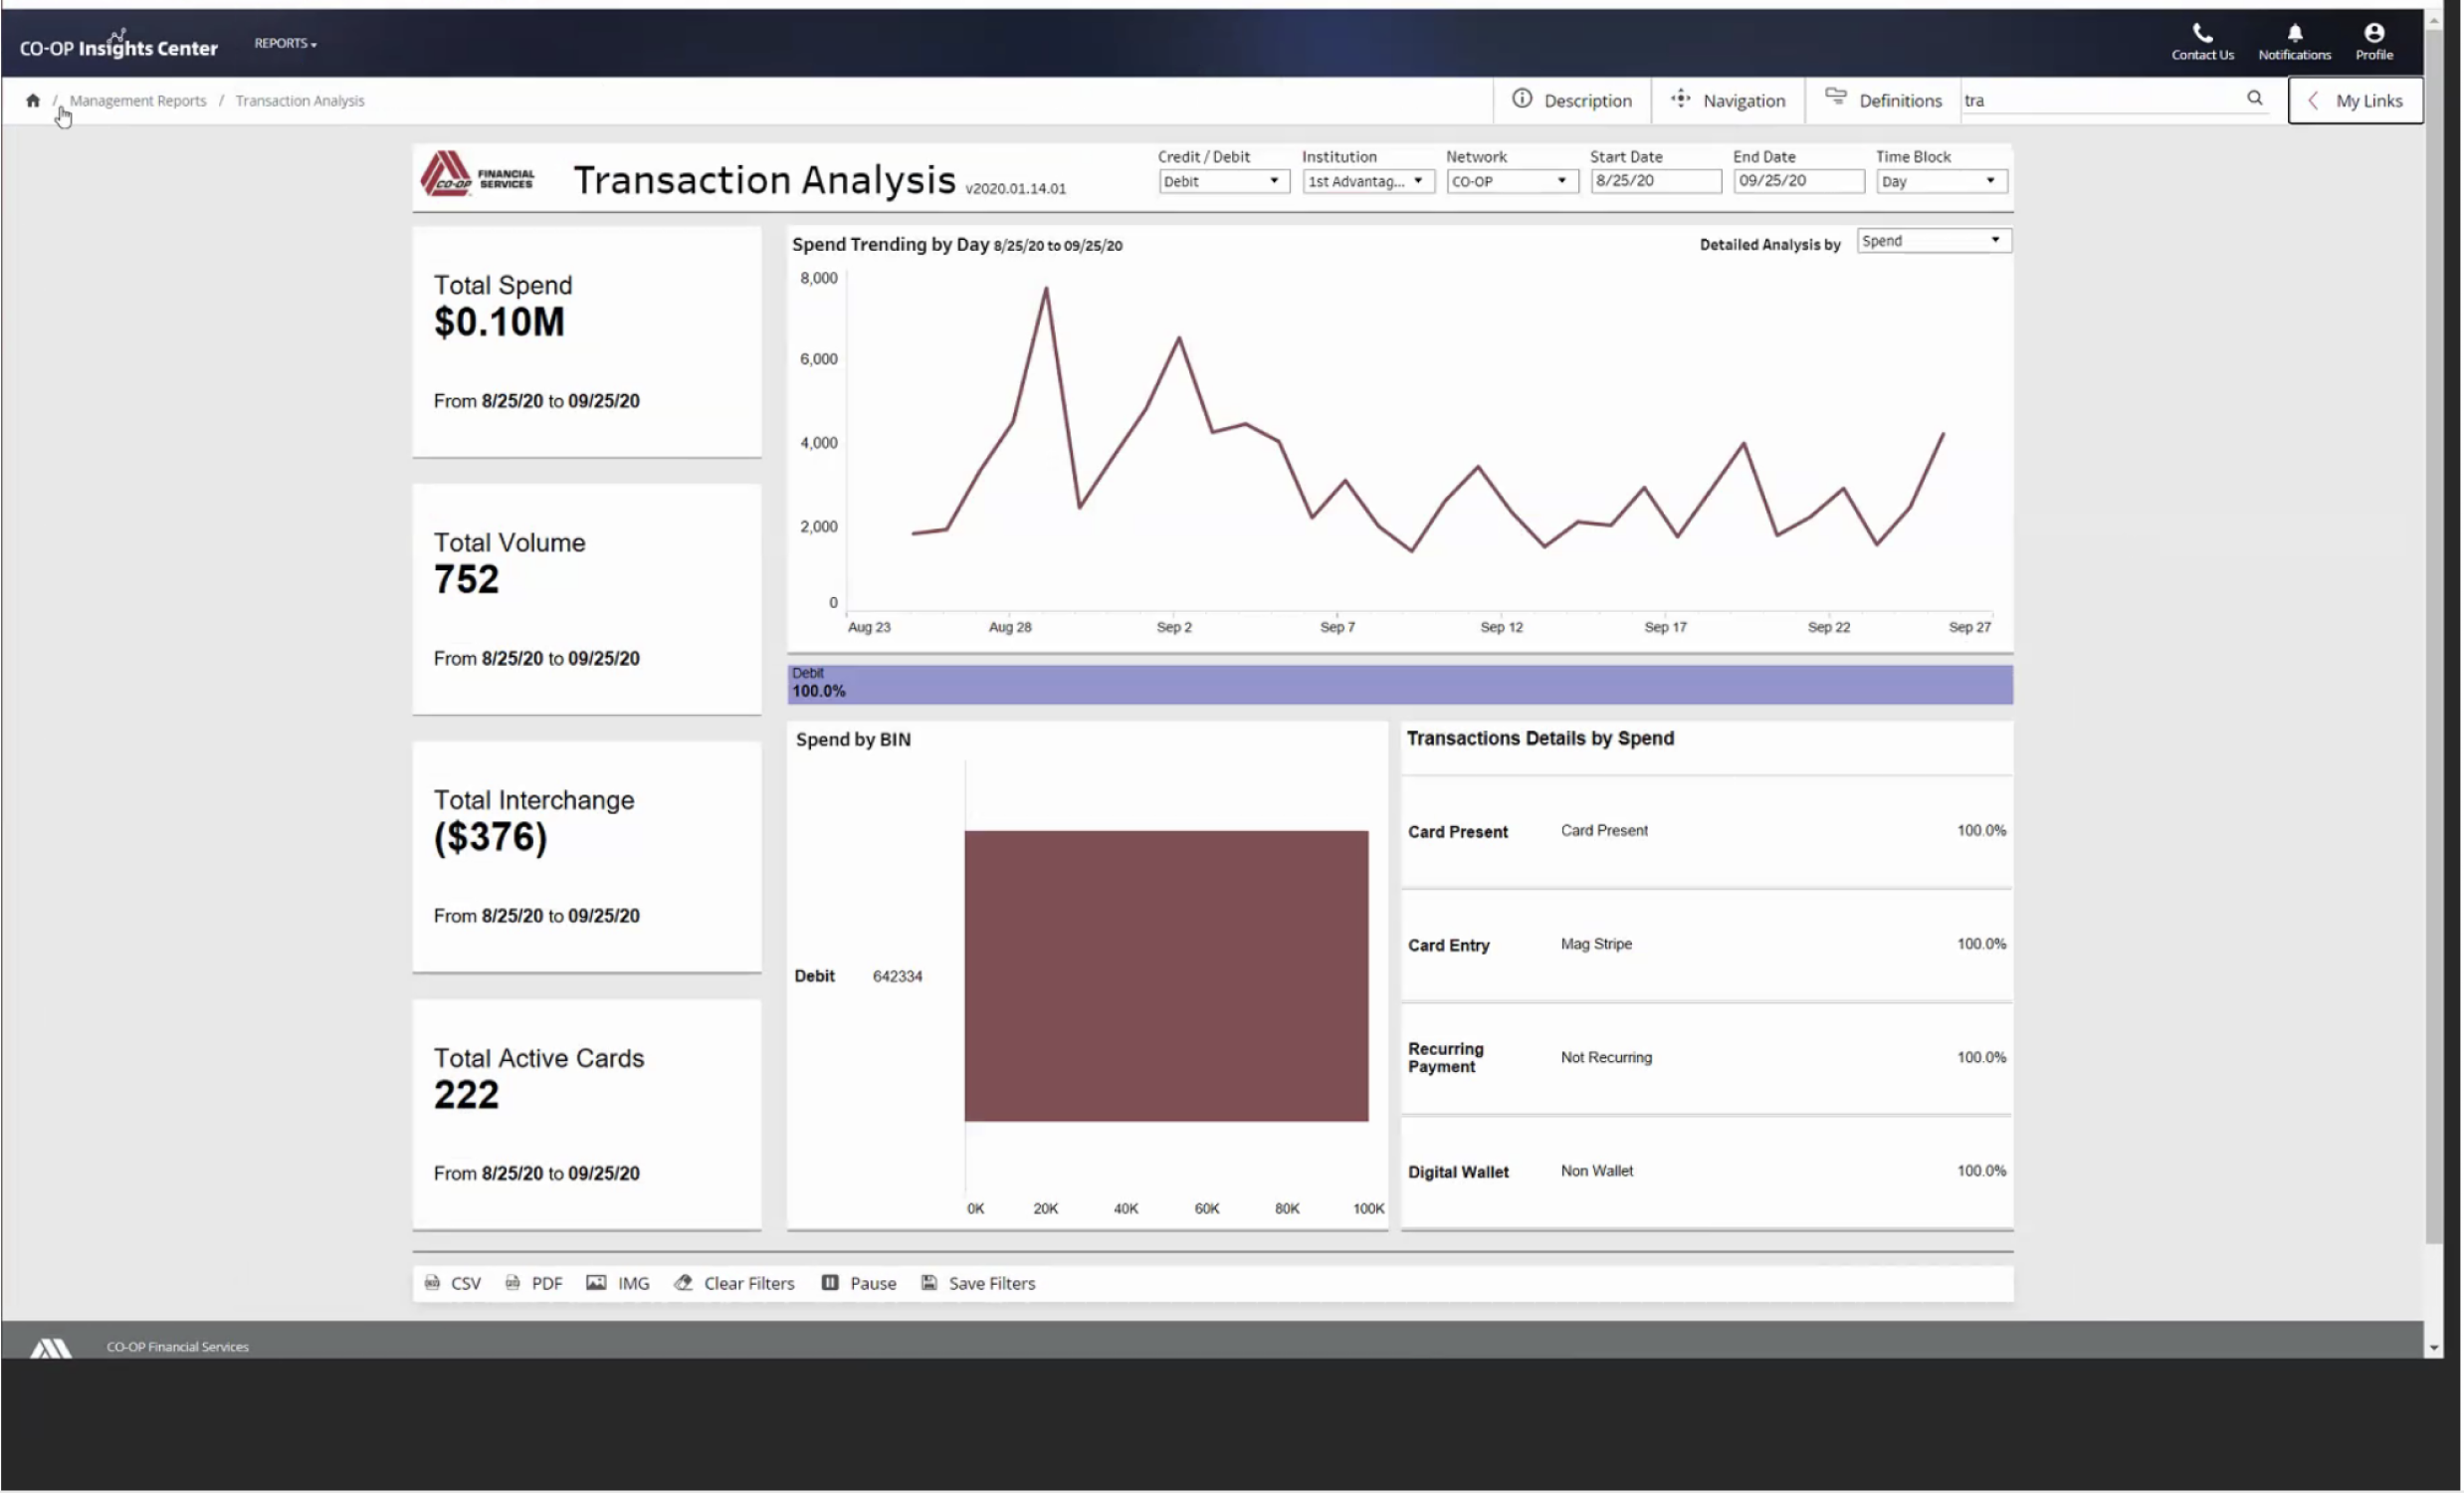 CO-OP Insights Center
REPORTS
Contact Us
Notifications
Profile
/ Management Reports / Transaction Analysis
Description
Navigation
Definitions
tra
My Links
CO-OP FINANCIAL SERVICES
Transaction Analysis v2020.01.14.01
Credit / Debit
Debit
Institution
1st Advantag...
Network
CO-OP
Start Date
8/25/20
End Date
09/25/20
Time Block
Day
Total Spend
$0.10M
From 8/25/20 to 09/25/20
Total Volume
752
From 8/25/20 to 09/25/20
Total Interchange
($376)
From 8/25/20 to 09/25/20
Total Active Cards
222
From 8/25/20 to 09/25/20
Spend Trending by Day 8/25/20 to 09/25/20
Detailed Analysis by
Spend
8,000
6,000
4,000
2,000
0
Aug 23
Aug 28
Sep 2
Sep 7
Sep 12
Sep 17
Sep 22
Sep 27
Debit
100.0%
Spend by BIN
Debit 642334
0K
20K
40K
60K
80K
100K
Transactions Details by Spend
Card Present Card Present 100.0%
Card Entry Mag Stripe 100.0%
Recurring
Payment
Not Recurring 100.0%
Digital Wallet Non Wallet 100.0%
CSV
PDF
IMG
Clear Filters
Pause
Save Filters
CO-OP Financial Services